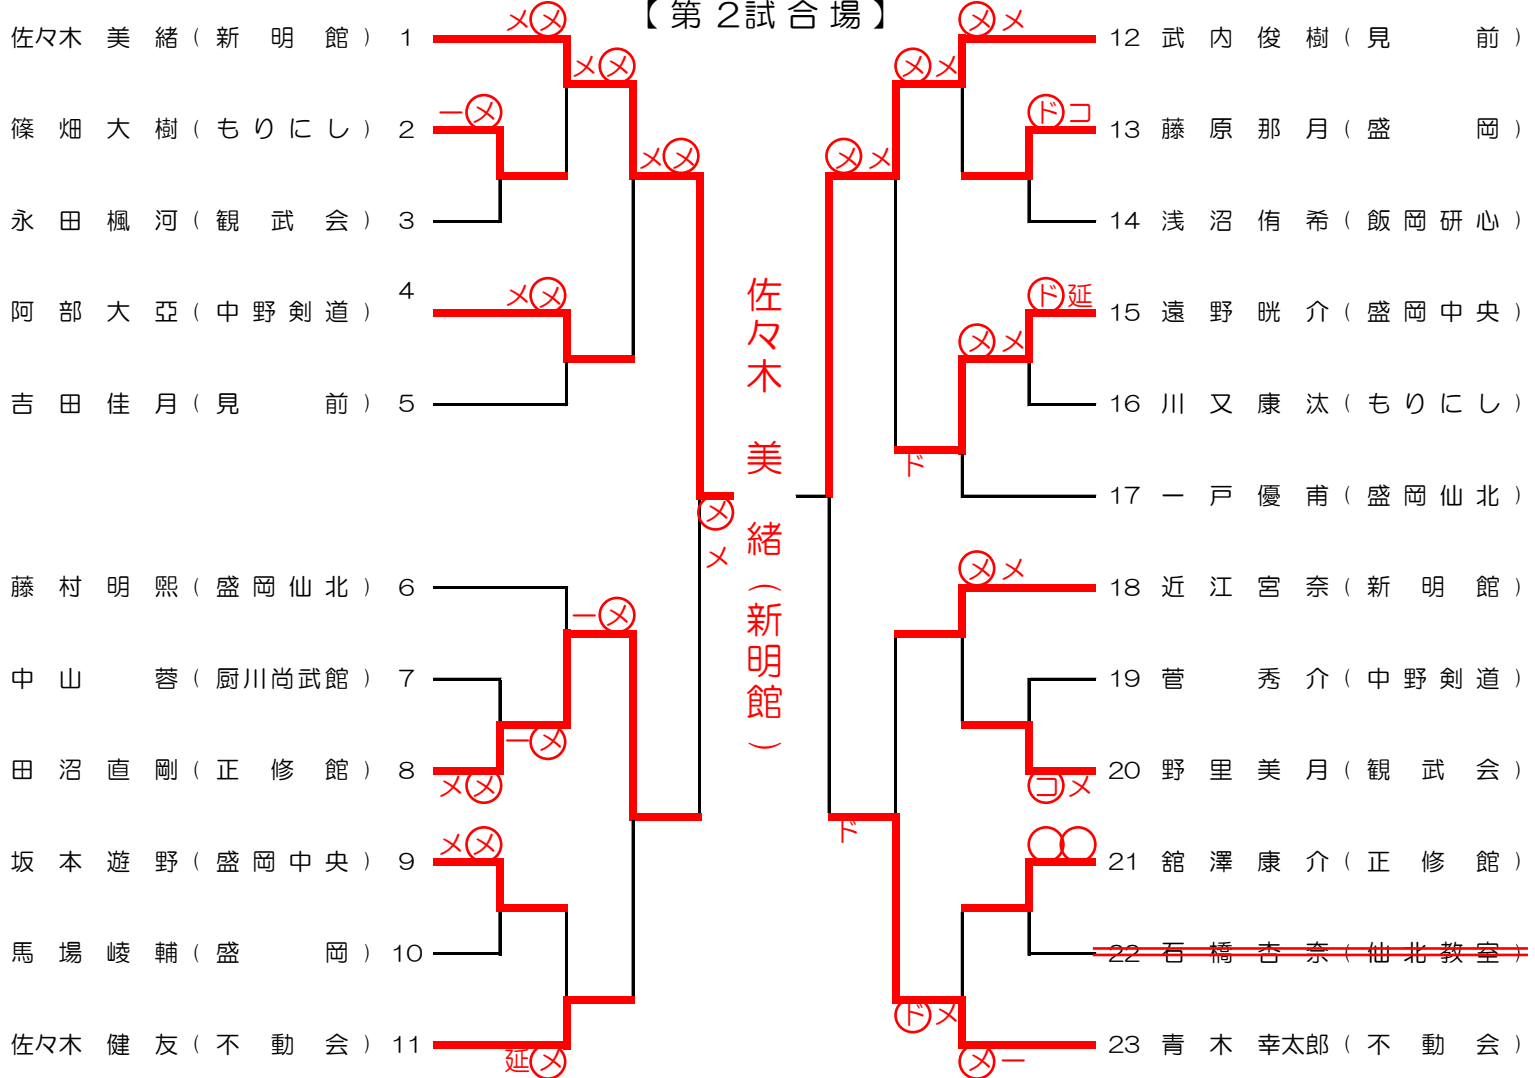 【第2試合場】
佐々木 美 緒(新 明 館) 1
篠 畑 大 樹(もりにし) 2
永 田 楓 河(観 武 会) 3
阿 部 大 亞(中野剣道) 4
吉 田 佳 月(見 前) 5
藤 村 明 熙(盛岡仙北) 6
中 山 蓉(厨川尚武館) 7
田 沼 直 剛(正 修 館) 8
坂 本 遊 野(盛岡中央) 9
馬 場 崚 輔(盛 岡) 10
佐々木 健 友(不 動 会) 11
メメ
メメ
一メ
メメ
メメ
メ
メ
一メ
一メ
メメ
メメ
延メ
佐々木 美 緒(新明館)
メメ
メメ
ドコ
メメ
ド延
メメ
ド
メメ
コメ
ド
ドメ
メ一
12 武 内 俊 樹(見 前)
13 藤 原 那 月(盛 岡)
14 浅 沼 侑 希(飯岡研心)
15 遠 野 晄 介(盛岡中央)
16 川 又 康 汰(もりにし)
17 一 戸 優 甫(盛岡仙北)
18 近 江 宮 奈(新 明 館)
19 菅 秀 介(中野剣道)
20 野 里 美 月(観 武 会)
21 舘 澤 康 介(正 修 館)
22 石 橋 杏 奈(仙北教室)
23 青 木 幸太郎(不 動 会)